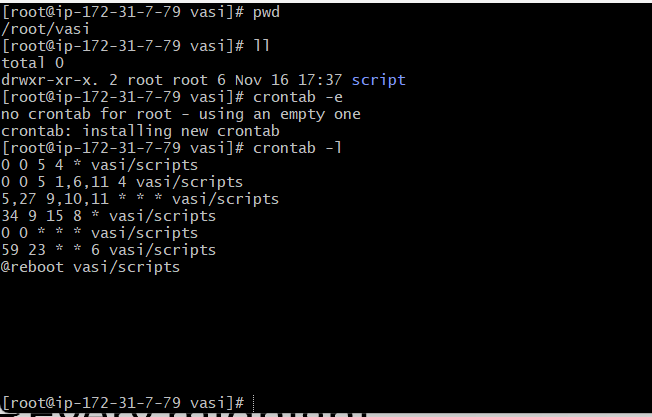 [root@ip-172-31-7-79 vasi]# pwd
/root/vasi
[root@ip-172-31-7-79 vasi]# ll
total 0
drwxr-xr-x. 2 root root 6 Nov 16 17:37 script
[root@ip-172-31-7-79 vasi]# crontab -e
no crontab for root - using an empty one
crontab: installing new crontab
[root@ip-172-31-7-79 vasi]# crontab -l
0 0 5 4 * vasi/scripts
0 0 5 1,6,11 4 vasi/scripts
5,27 9,10,11 * * * vasi/scripts
34 9 15 8 * vasi/scripts
0 0 * * * vasi/scripts
59 23 * * 6 vasi/scripts
@reboot vasi/scripts
[root@ip-172-31-7-79 vasi]#